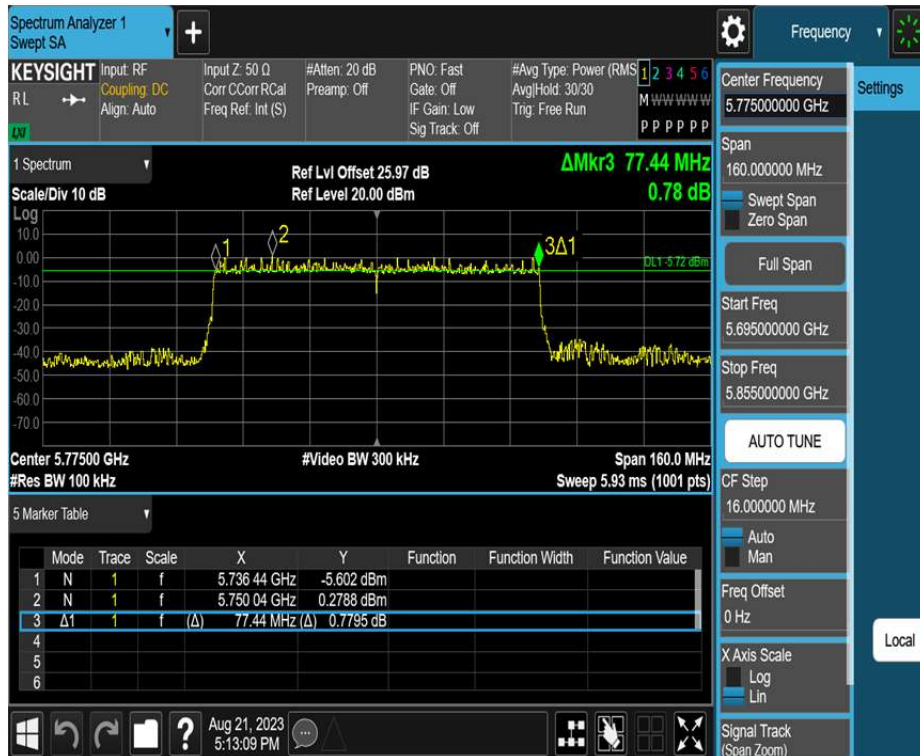 Spectrum Analyzer 1
Swept SA
+
Frequency
KEYSIGHT
RL
LXI
Input: RF
Coupling: DC
Align: Auto
Input Z: 50 Ω
Corr CCorr RCal
Freq Ref: Int (S)
#Atten: 20 dB
Preamp: Off
PNO: Fast
Gate: Off
IF Gain: Low
Sig Track: Off
#Avg Type: Power (RMS
Avg|Hold: 30/30
Trig: Free Run
1 2 3 4 5 6
M W W W W W
P P P P P P
1 Spectrum
Scale/Div 10 dB
Ref Lvl Offset 25.97 dB
Ref Level 20.00 dBm
ΔMkr3 77.44 MHz
0.78 dB
Log
10.0
0.00
-10.0
-20.0
-30.0
-40.0
-50.0
-60.0
-70.0
1
2
3Δ1
DL1 -5.72 dBm
Center 5.77500 GHz
#Res BW 100 kHz
#Video BW 300 kHz
Span 160.0 MHz
Sweep 5.93 ms (1001 pts)
5 Marker Table
Mode Trace Scale X Y Function Function Width Function Value
1 N 1 f 5.736 44 GHz -5.602 dBm
2 N 1 f 5.750 04 GHz 0.2788 dBm
3 Δ1 1 f (Δ) 77.44 MHz (Δ) 0.7795 dB
4
5
6
?
Aug 21, 2023
5:13:09 PM
Center Frequency
5.775000000 GHz
Span
160.000000 MHz
Swept Span
Zero Span
Full Span
Start Freq
5.695000000 GHz
Stop Freq
5.855000000 GHz
AUTO TUNE
CF Step
16.000000 MHz
Auto
Man
Freq Offset
0 Hz
X Axis Scale
Log
Lin
Signal Track
(Span Zoom)
Settings
Local